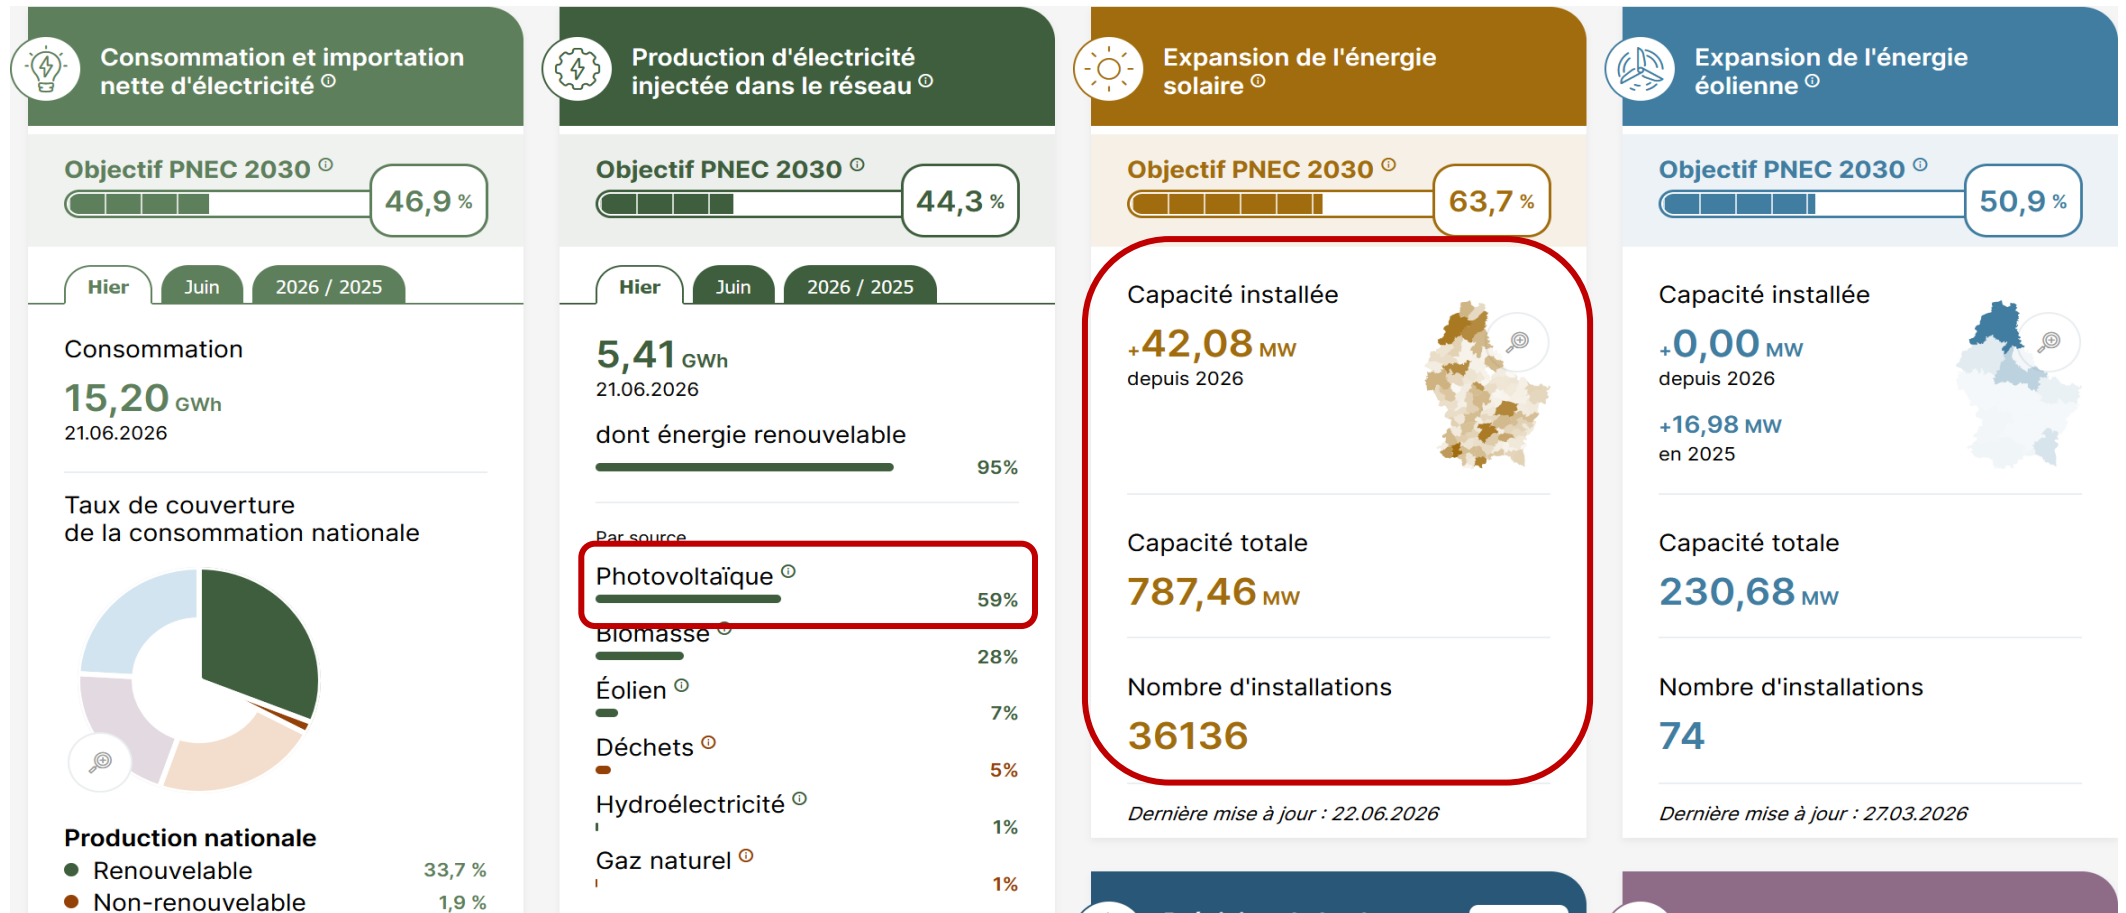 Consommation et importation
nette d'électricité
Objectif PNEC 2030
46,9 %
Hier
Juin
2026 / 2025
Consommation
15,20 GWh
21.06.2026
Taux de couverture
de la consommation nationale
Production nationale
Renouvelable
33,7 %
Non-renouvelable
1,9 %
Production d'électricité
injectée dans le réseau
Objectif PNEC 2030
44,3 %
Hier
Juin
2026 / 2025
5,41 GWh
21.06.2026
dont énergie renouvelable
95%
Par source
Photovoltaïque
59%
Biomasse
28%
Éolien
7%
Déchets
5%
Hydroélectricité
1%
Gaz naturel
1%
Expansion de l'énergie
solaire
Objectif PNEC 2030
63,7 %
Capacité installée
+42,08 MW
depuis 2026
Capacité totale
787,46 MW
Nombre d'installations
36136
Dernière mise à jour : 22.06.2026
Expansion de l'énergie
éolienne
Objectif PNEC 2030
50,9 %
Capacité installée
+0,00 MW
depuis 2026
+16,98 MW
en 2025
Capacité totale
230,68 MW
Nombre d'installations
74
Dernière mise à jour : 27.03.2026